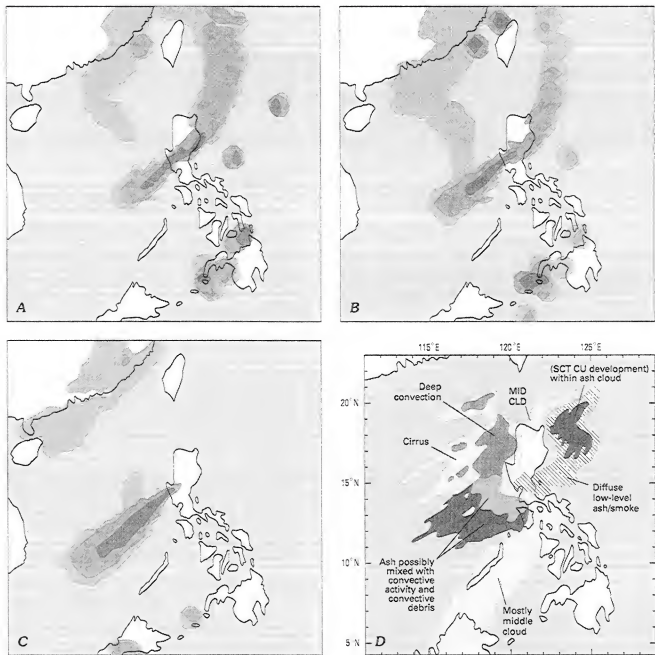 A
B
C
115°E
120°E
125°E
(SCT CU development)
within ash cloud
Deep
convection
MID
CLD
20°N
Cirrus
15°N
Diffuse
low-level
ash/smoke
10°N
Ash possibly
mixed with
convective
activity and
convective
debris
Mostly
middle
cloud
5°N
D